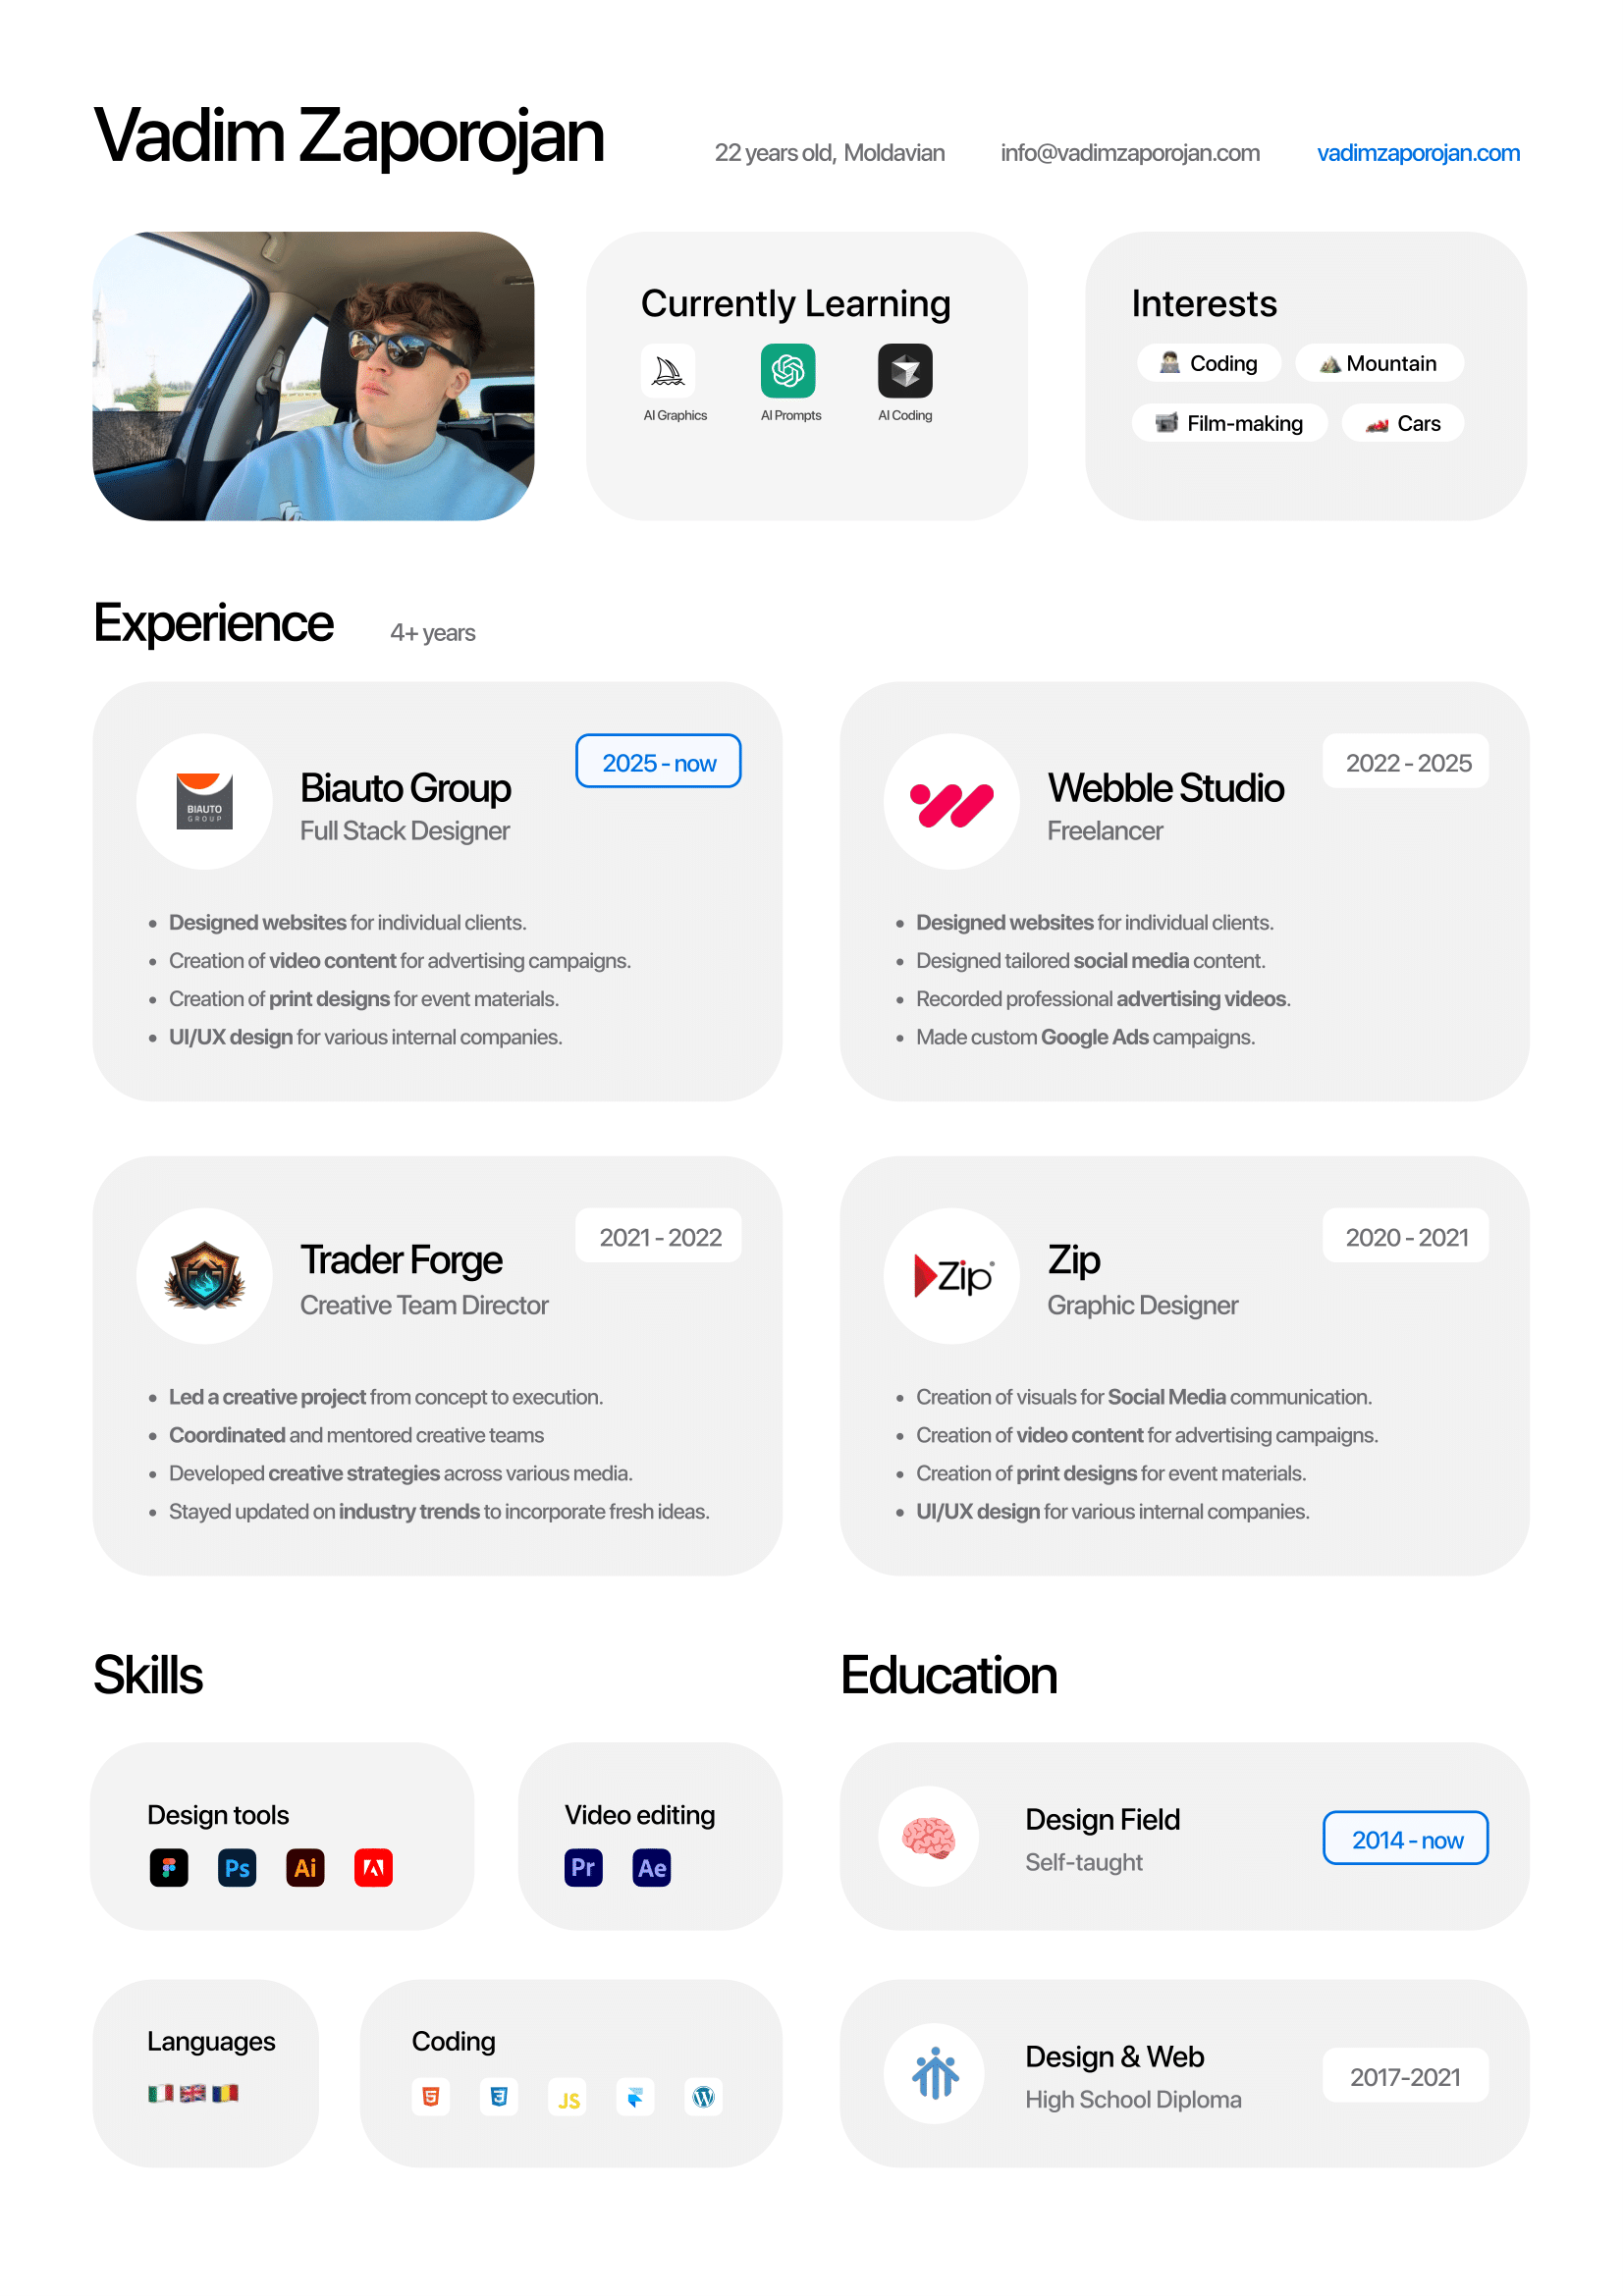 Vadim Zaporojan
22 years old, Moldavian
info@vadimzaporojan.com
vadimzaporojan.com
Currently Learning
AI Graphics
AI Prompts
AI Coding
Interests
Coding
Mountain
Film-making
Cars
Experience
4+ years
BIAUTO
GROUP
Biauto Group
Full Stack Designer
2025 - now
Designed websites for individual clients.
Creation of video content for advertising campaigns.
Creation of print designs for event materials.
UI/UX design for various internal companies.
Webble Studio
Freelancer
2022 - 2025
Designed websites for individual clients.
Designed tailored social media content.
Recorded professional advertising videos.
Made custom Google Ads campaigns.
Trader Forge
Creative Team Director
2021 - 2022
Led a creative project from concept to execution.
Coordinated and mentored creative teams
Developed creative strategies across various media.
Stayed updated on industry trends to incorporate fresh ideas.
Zip
Zip
Graphic Designer
2020 - 2021
Creation of visuals for Social Media communication.
Creation of video content for advertising campaigns.
Creation of print designs for event materials.
UI/UX design for various internal companies.
Skills
Design tools
Ps
Ai
Video editing
Pr
Ae
Languages
Coding
5
3
JS
W
Education
Design Field
Self-taught
2014 - now
Design & Web
High School Diploma
2017-2021